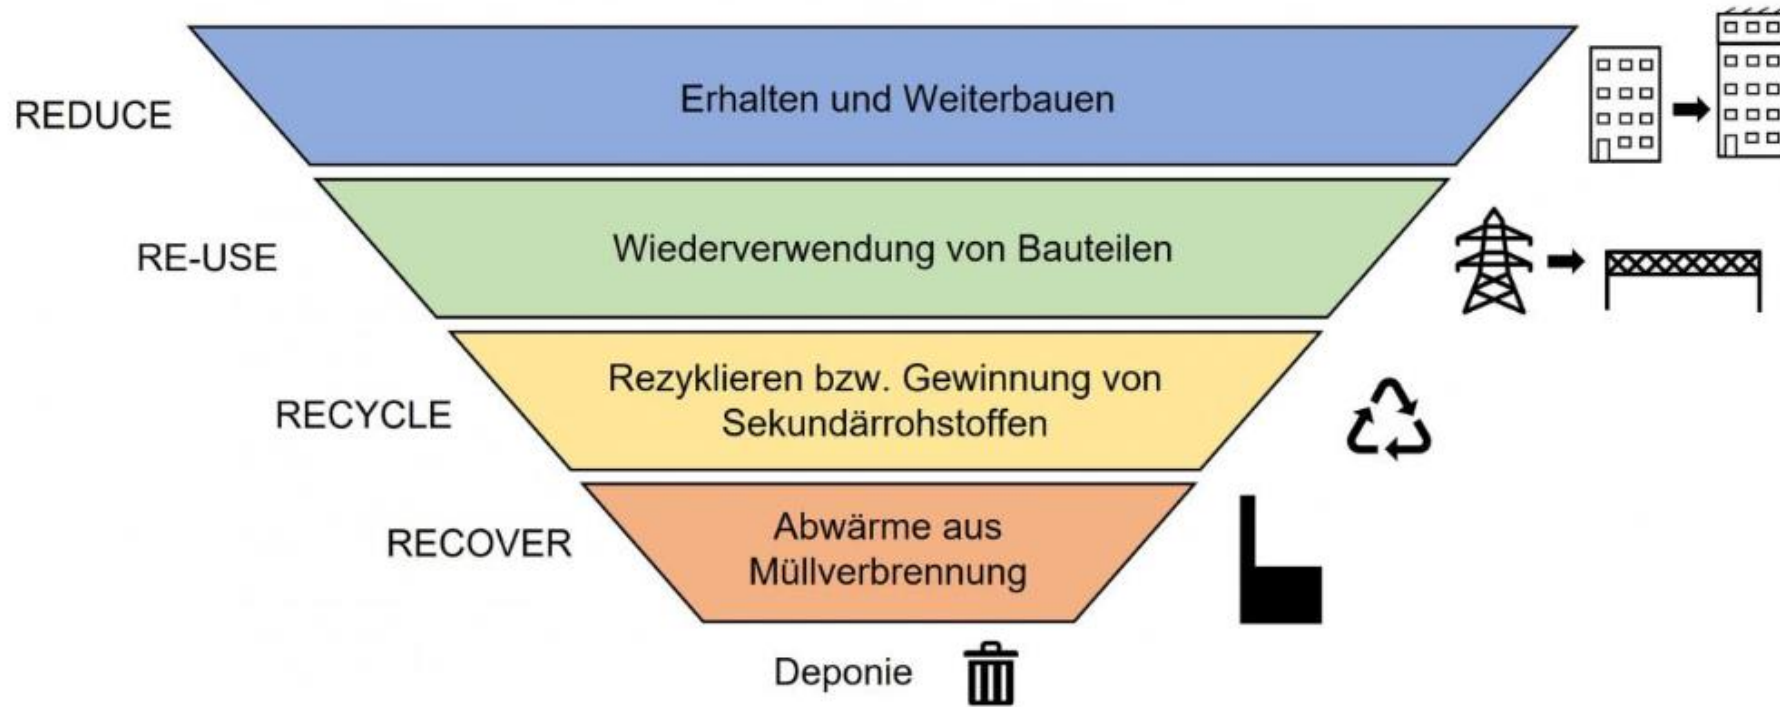 REDUCE
Erhalten und Weiterbauen
RE-USE
Wiederverwendung von Bauteilen
RECYCLE
Rezyklieren bzw. Gewinnung von
Sekundärrohstoffen
RECOVER
Abwärme aus
Müllverbrennung
Deponie